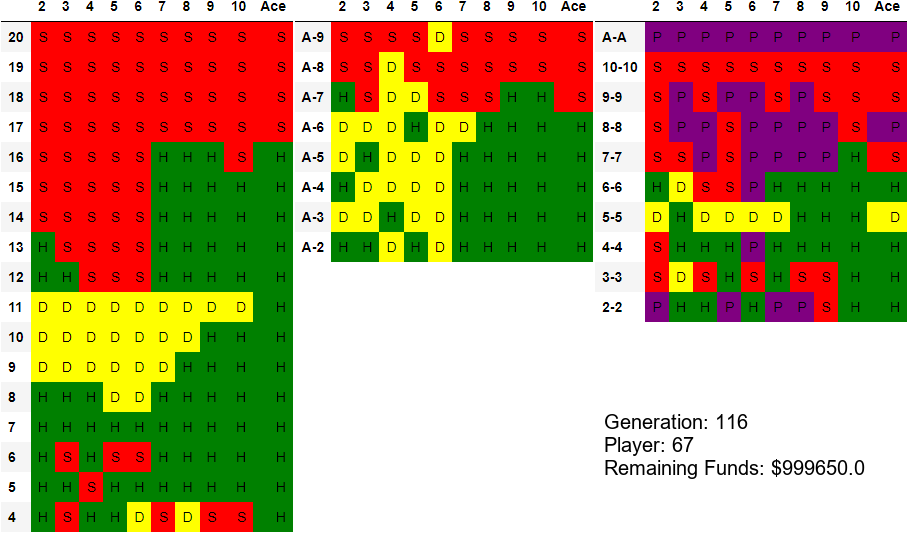 2 3 4 5 6 7 8 9 10 Ace
20 S S S S S S S S S S
19 S S S S S S S S S S
18 S S S S S S S S S S
17 S S S S S S S S S S
16 S S S S S H H H S H
15 S S S S S H H H H H
14 S S S S S H H H H H
13 H S S S S H H H H H
12 H H S S S H H H H H
11 D D D D D D D D D H
10 D D D D D D D H H H
9 D D D D D D H H H H
8 H H H D D H H H H H
7 H H H H H H H H H H
6 H S H S S H H H H H
5 H H S H H H H H H H
4 H S H H D S D S S H
2 3 4 5 6 7 8 9 10 Ace
A-9 S S S S D S S S S S
A-8 S S D S S S S S S S
A-7 H S D D S S S H H S
A-6 D D D H D D H H H H
A-5 D H D D D H H H H H
A-4 H D D D D H H H H H
A-3 D D H D D H H H H H
A-2 H H D H D H H H H H
2 3 4 5 6 7 8 9 10 Ace
A-A P P P P P P P P P P
10-10 S S S S S S S S S S
9-9 S P S P P S P S S S
8-8 S P P S P P P P S P
7-7 S S P S P P P P H S
6-6 H D S S P H H H H H
5-5 D H D D D D H H H D
4-4 S H H H P H H H H H
3-3 S D S H S H S S H H
2-2 P H H P H P P S H H
Generation: 116
Player: 67
Remaining Funds: $999650.0